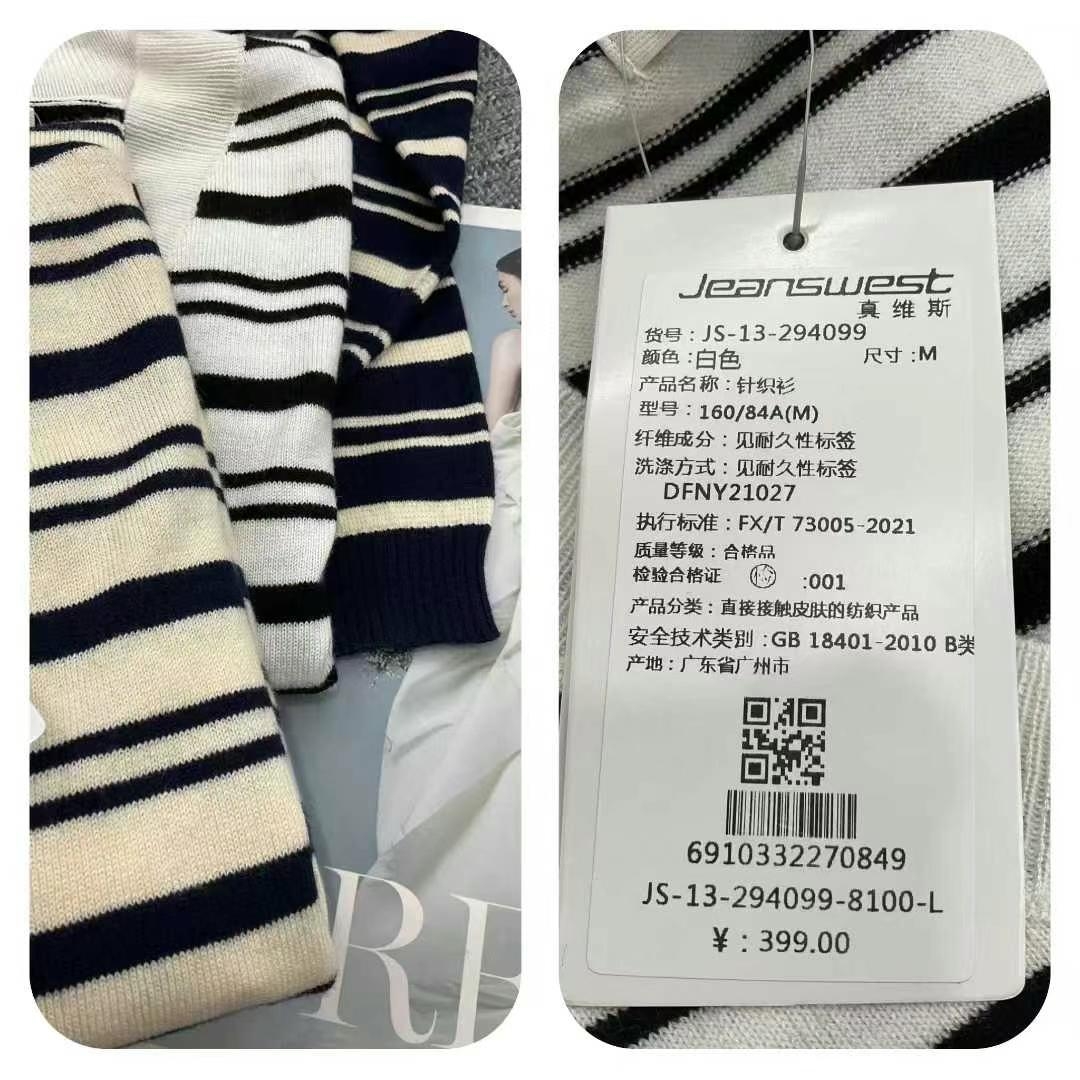 RE
Jeanswest
真维斯
货号：JS-13-294099
颜色：白色 尺寸：M
产品名称：针织衫
型号：160/84A(M)
纤维成分：见耐久性标签
洗涤方式：见耐久性标签
DFNY21027
执行标准：FX/T 73005-2021
质量等级：合格品
检验合格证 检 :001
产品分类：直接接触皮肤的纺织产品
安全技术类别：GB 18401-2010 B类
产地：广东省广州市
6910332270849
JS-13-294099-8100-L
¥：399.00